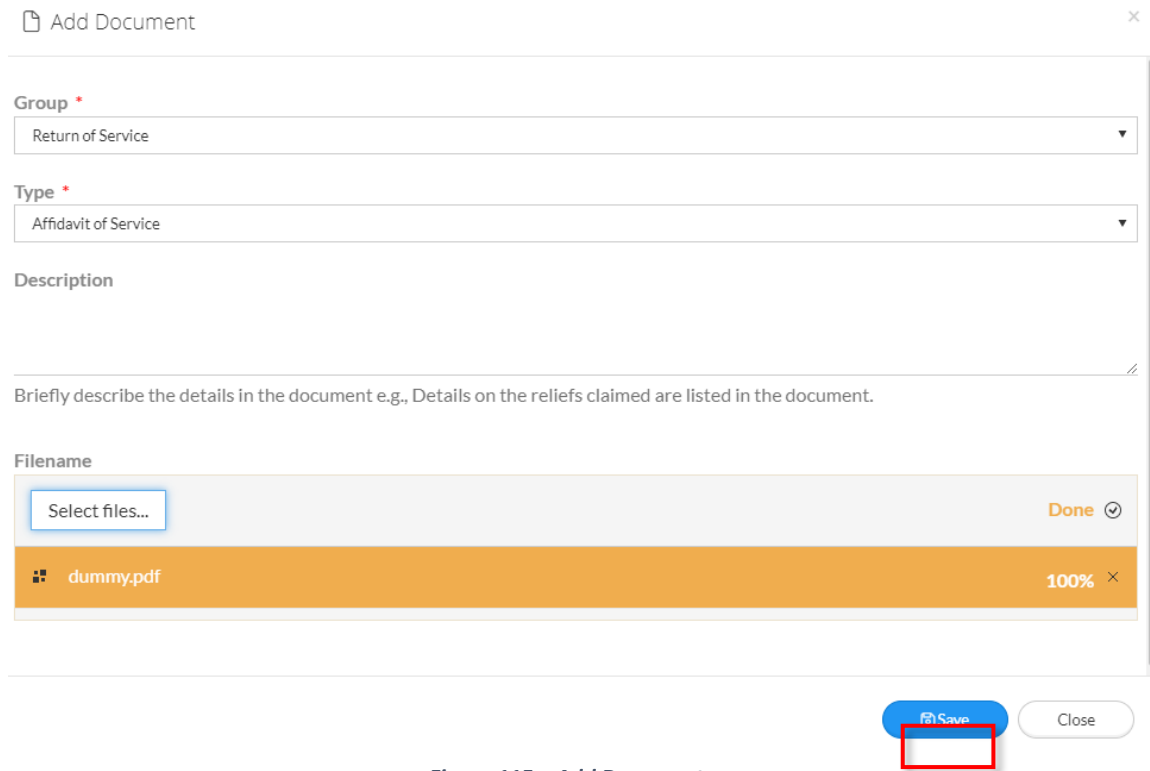 Add Document
Group *
Return of Service
Type *
Affidavit of Service
Description
Briefly describe the details in the document e.g., Details on the reliefs claimed are listed in the document.
Filename
Select files... Done
dummy.pdf 100%
Save Close